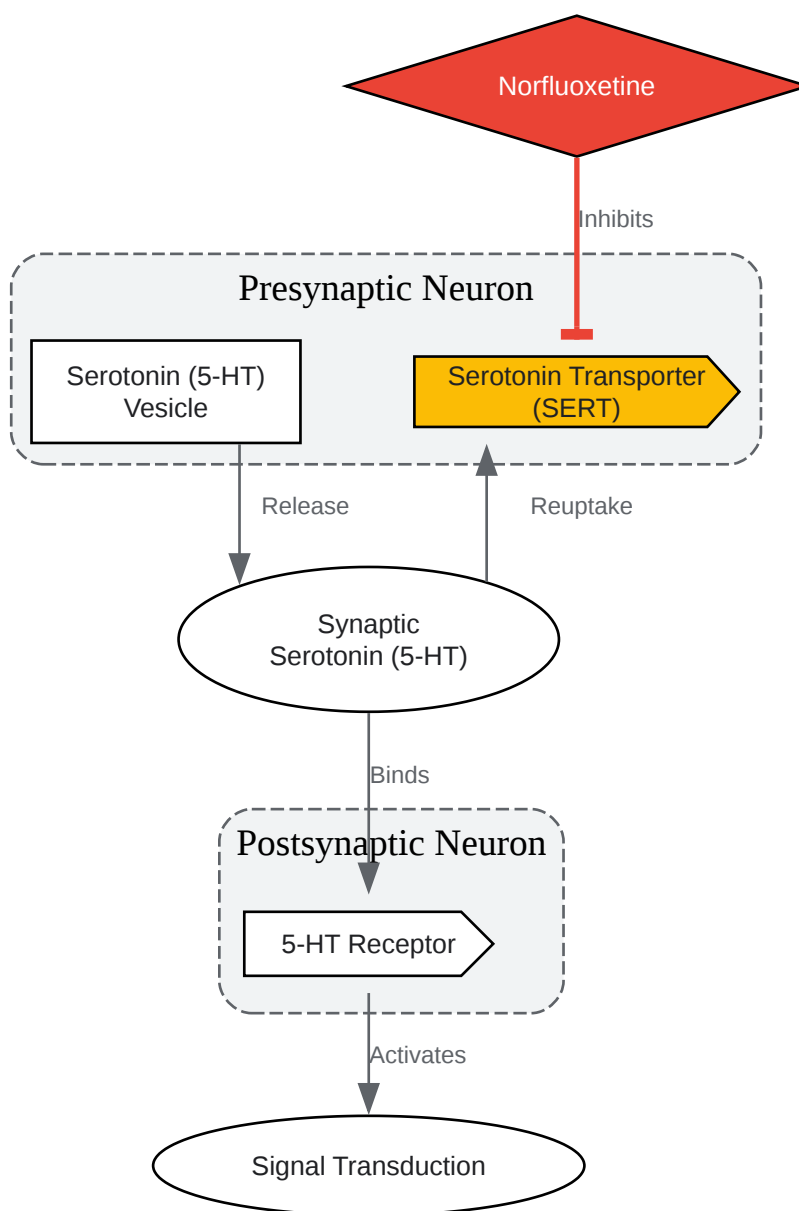 Norfluoxetine
Inhibits
Presynaptic Neuron
Serotonin (5-HT)
Vesicle
Serotonin Transporter
(SERT)
Release
Reuptake
Synaptic
Serotonin (5-HT)
Binds
Postsynaptic Neuron
5-HT Receptor
Activates
Signal Transduction